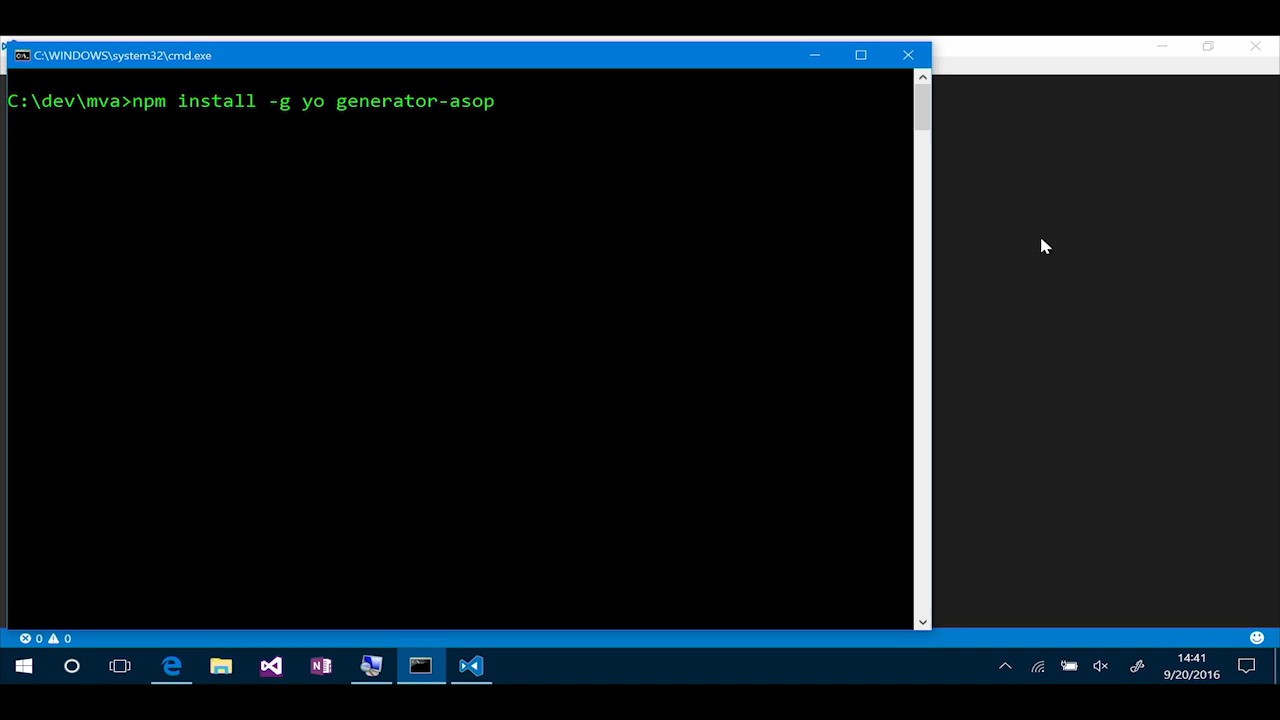 C:\WINDOWS\system32\cmd.exe
C:\dev\mva>npm install -g yo generator-asop
0 0
14:41
9/20/2016